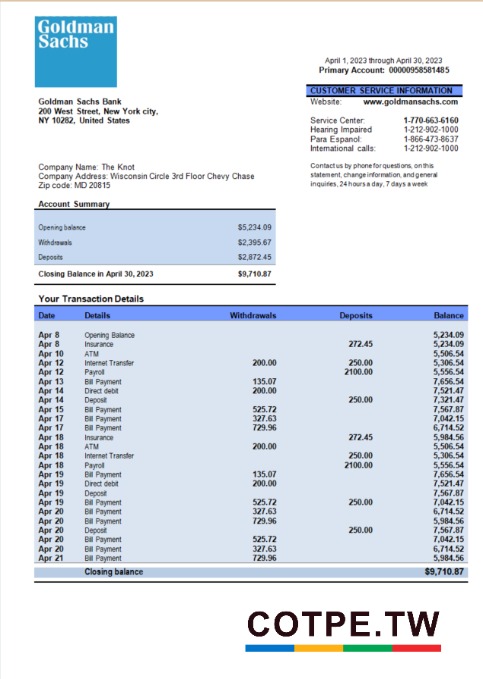 Goldman
Sachs
April 1, 2023 through April 30, 2023
Primary Account: 00000958581485
CUSTOMER SERVICE INFORMATION
Website: www.goldmansachs.com
Goldman Sachs Bank
200 West Street, New York city,
NY 10282, United States
Service Center: 1-770-663-6160
Hearing Impaired 1-212-902-1000
Para Espanol: 1-866-473-8637
International calls: 1-212-902-1000
Contact us by phone for questions, on this
statement, change information, and general
inquiries, 24 hours a day, 7 days a week
Company Name: The Knot
Company Address: Wisconsin Circle 3rd Floor Chevy Chase
Zip code: MD 20815
Account Summary
Opening balance $5,234.09
Withdrawals $2,395.67
Deposits $2,872.45
Closing Balance in April 30, 2023 $9,710.87
Your Transaction Details
Date Details Withdrawals Deposits Balance
Apr 8 Opening Balance 5,234.09
Apr 8 Insurance 272.45 5,234.09
Apr 10 ATM 5,506.54
Apr 12 Internet Transfer 200.00 250.00 5,306.54
Apr 12 Payroll 2100.00 5,556.54
Apr 13 Bill Payment 135.07 7,656.54
Apr 14 Direct debit 200.00 7,521.47
Apr 14 Deposit 250.00 7,321.47
Apr 15 Bill Payment 525.72 7,567.87
Apr 17 Bill Payment 327.63 7,042.15
Apr 17 Bill Payment 729.96 6,714.52
Apr 18 Insurance 272.45 5,984.56
Apr 18 ATM 200.00 5,506.54
Apr 18 Internet Transfer 250.00 5,306.54
Apr 18 Payroll 2100.00 5,556.54
Apr 19 Bill Payment 135.07 7,656.54
Apr 19 Direct debit 200.00 7,521.47
Apr 19 Deposit 7,567.87
Apr 19 Bill Payment 525.72 250.00 7,042.15
Apr 20 Bill Payment 327.63 6,714.52
Apr 20 Bill Payment 729.96 5,984.56
Apr 20 Deposit 250.00 7,567.87
Apr 20 Bill Payment 525.72 7,042.15
Apr 20 Bill Payment 327.63 6,714.52
Apr 21 Bill Payment 729.96 5,984.56
Closing balance $9,710.87
COTPE.TW